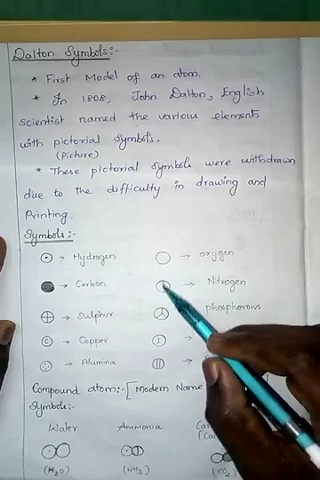 Dalton Symbols:-
* First Model of an atom.
* In 1808, John Dalton, English
scientist named the various elements
with pictorial symbols.
(Picture)
* These pictorial symbols were withdrawn
due to the difficulty in drawing and
Printing.
Symbols:-
→ Hydrogen → oxygen
→ Carbon → Nitrogen
→ Sulphur phosphorous
C → Copper
→ Alumina
Compound atom:- [Modern Name
Symbols:-
Water Ammonia
(H₂O) (NH₃) (CO₂